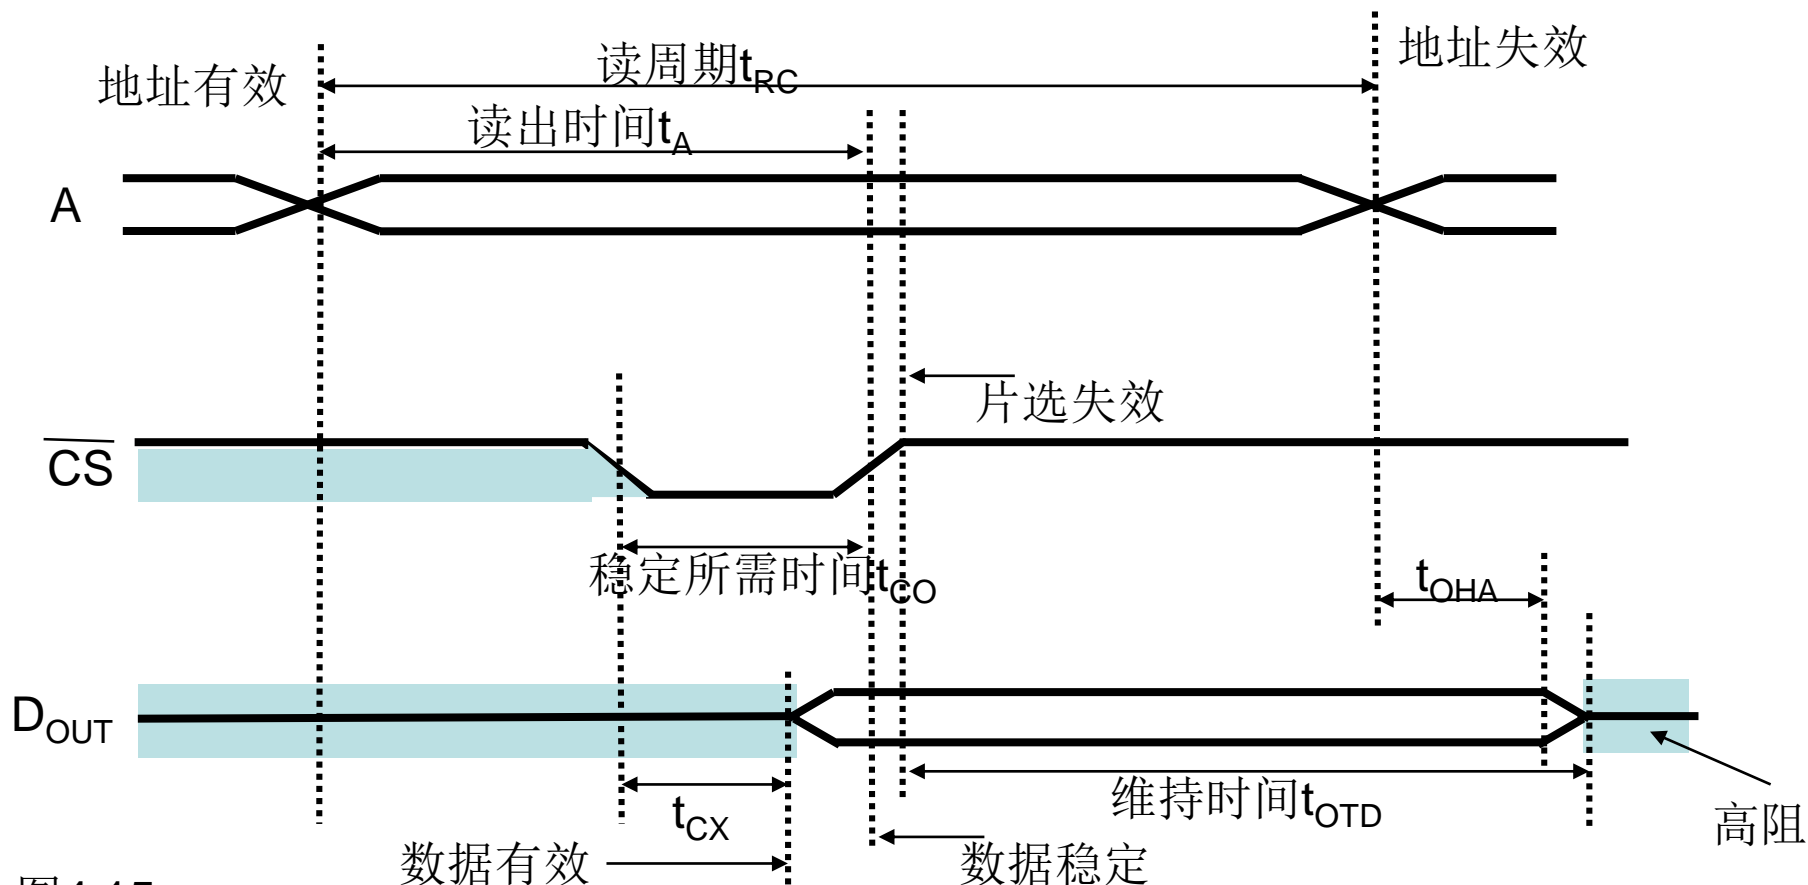 地址有效
读周期tRC
地址失效
读出时间tA
A
片选失效
CS
稳定所需时间tCO
tOHA
DOUT
tCX
维持时间tOTD
高阻
数据有效
数据稳定